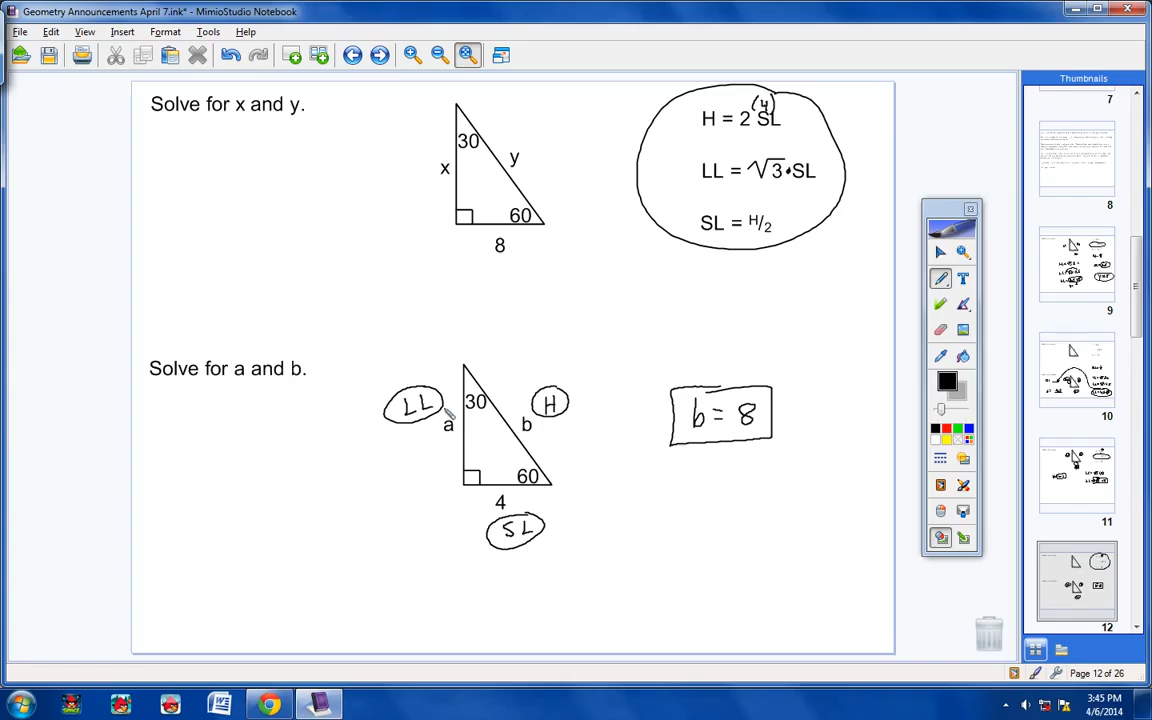 Geometry Announcements April 7.ink* - MimioStudio Notebook
File Edit View Insert Format Tools Help
Thumbnails
Solve for x and y.
30
x
y
60
8
(4)
H = 2 SL
LL = √3•SL
SL = H/2
Solve for a and b.
LL
30
H
a
b
60
4
SL
b = 8
7
8
9
10
11
12
Page 12 of 26
3:45 PM
4/6/2014